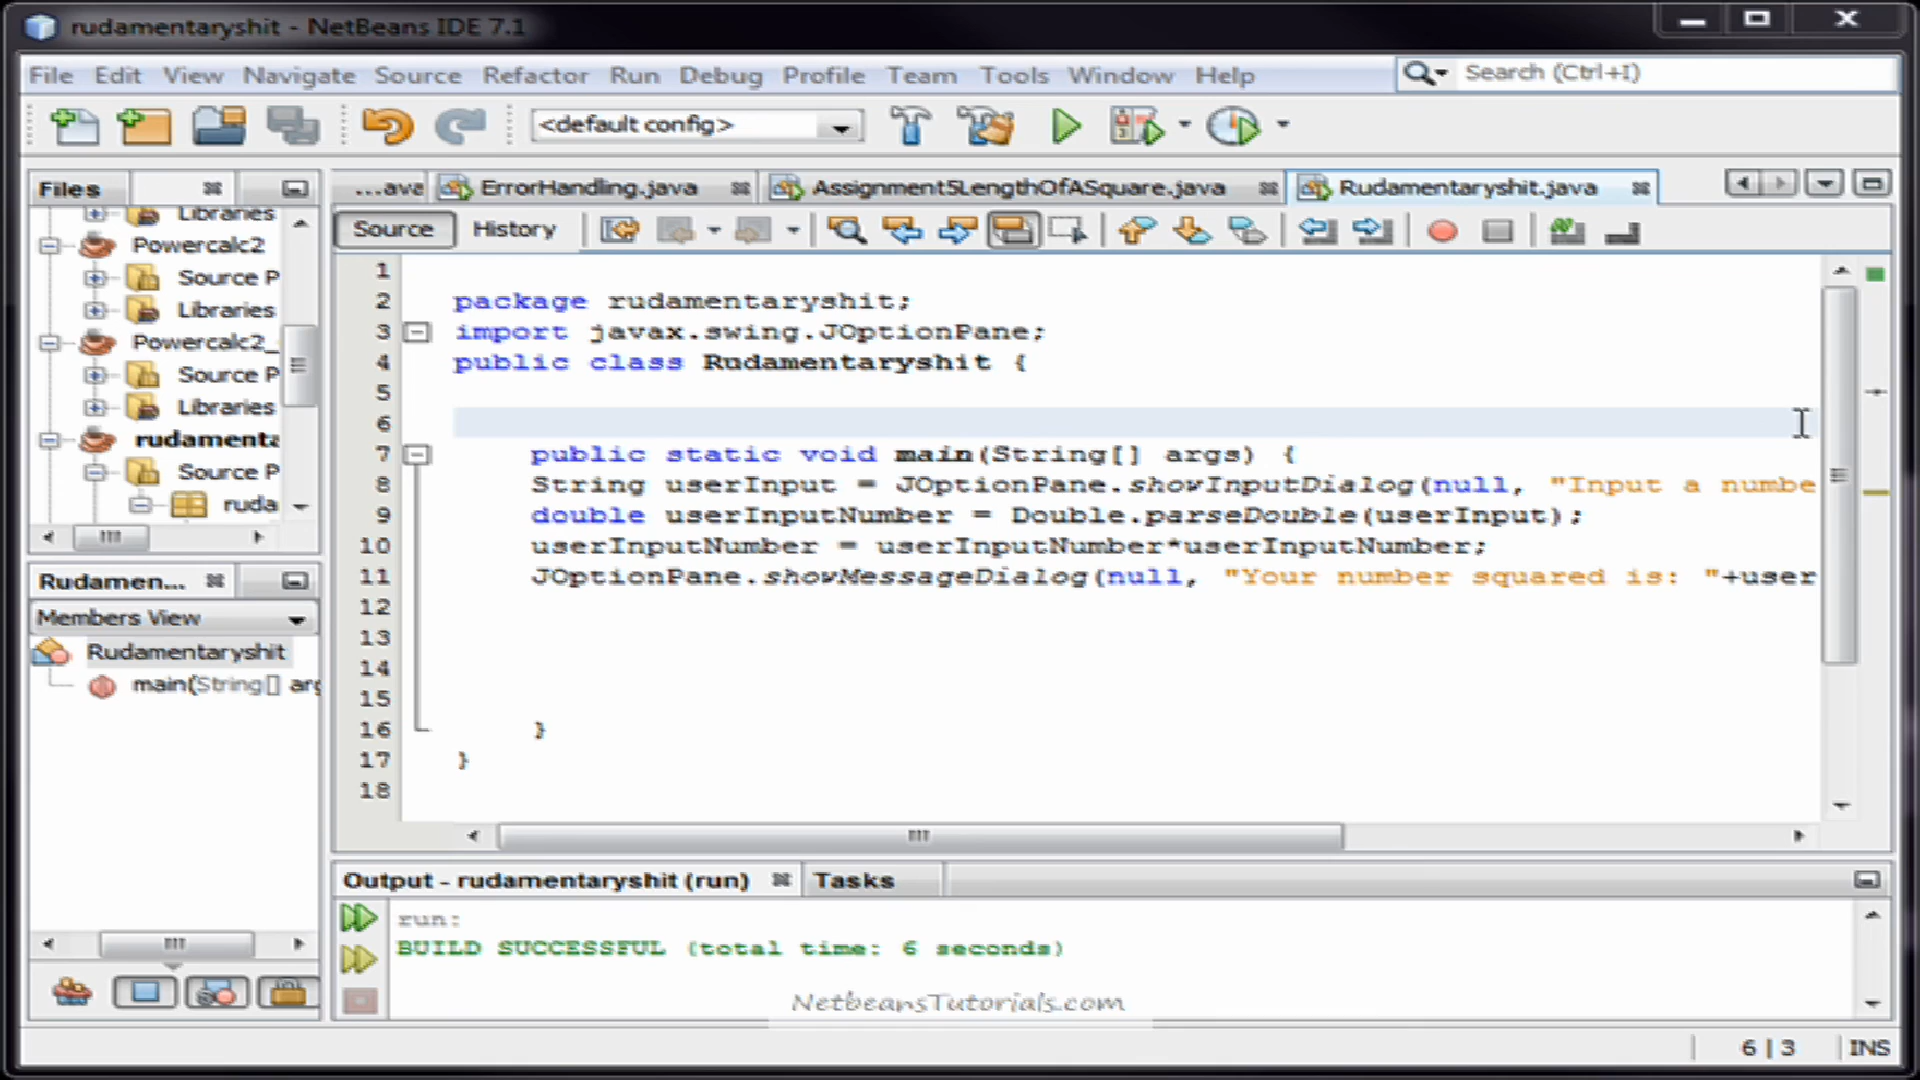 rudamentaryshit - NetBeans IDE 7.1
File Edit View Navigate Source Refactor Run Debug Profile Team Tools Window Help
Search (Ctrl+I)
<default config>
Files
...ava
ErrorHandling.java
Assignment5LengthOfASquare.java
Rudamentaryshit.java
Libraries
Powercalc2
Source P
Libraries
Powercalc2_
Source P
Libraries
rudamenta
Source P
ruda
Source History
1
2 package rudamentaryshit;
3 import javax.swing.JOptionPane;
4 public class Rudamentaryshit {
5
6
7 public static void main(String[] args) {
8 String userInput = JOptionPane.showInputDialog(null, "Input a numbe
9 double userInputNumber = Double.parseDouble(userInput);
10 userInputNumber = userInputNumber*userInputNumber;
11 JOptionPane.showMessageDialog(null, "Your number squared is: "+user
12
13
14
15
16 }
17 }
18
Rudamen...
Members View
Rudamentaryshit
main(String[] arg
Output - rudamentaryshit (run)
Tasks
run:
BUILD SUCCESSFUL (total time: 6 seconds)
NetbeansTutorials.com
6 | 3 INS